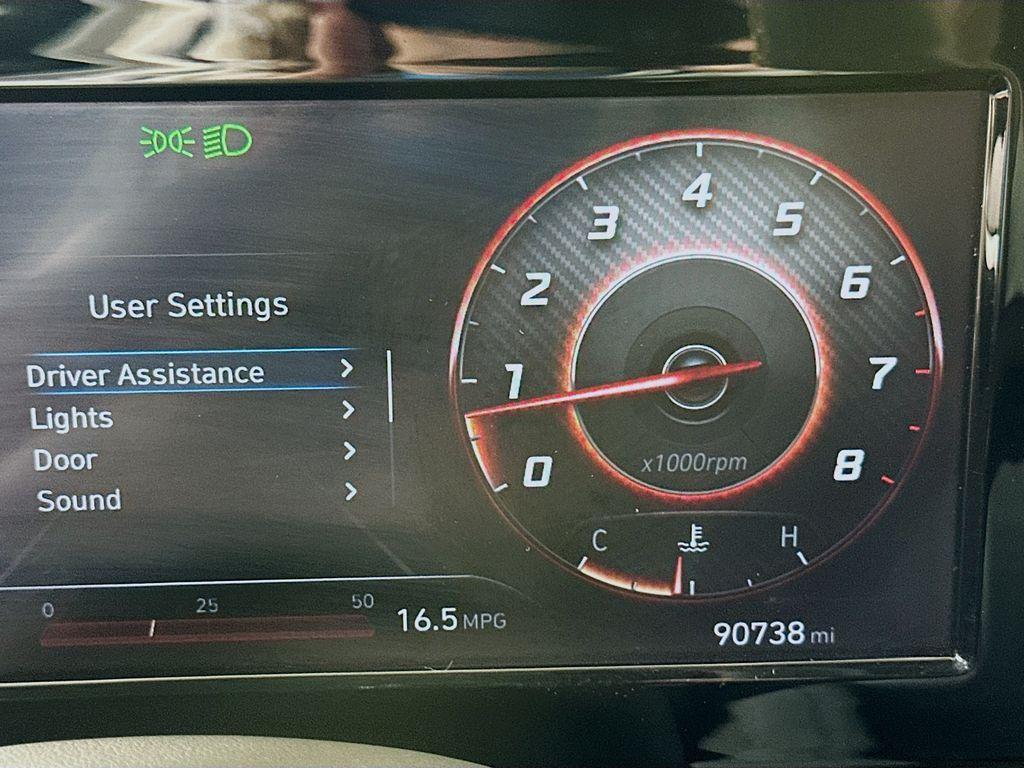 User Settings
Driver Assistance
Lights
Door
Sound
0 25 50
16.5 MPG
0 1 2 3 4 5 6 7 8
x1000rpm
C H
90738 mi